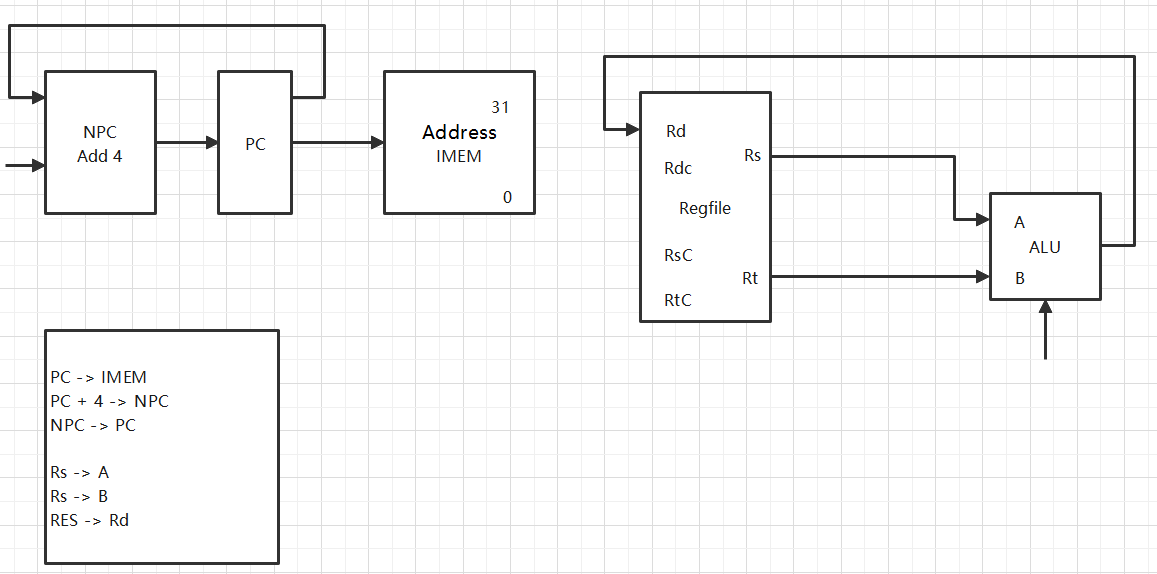 NPC
Add 4
PC
31
Address
IMEM
0
Rd
Rdc
Rs
Regfile
RsC
Rt
RtC
A
ALU
B
PC -> IMEM
PC + 4 -> NPC
NPC -> PC
Rs -> A
Rs -> B
RES -> Rd